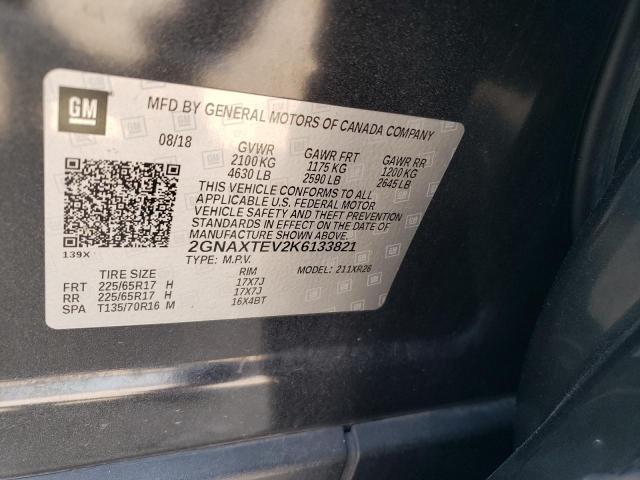 GM
MFD BY GENERAL MOTORS OF CANADA COMPANY
08/18 GVWR GAWR FRT GAWR RR
2100 KG 1175 KG 1200 KG
4630 LB 2590 LB 2645 LB
THIS VEHICLE CONFORMS TO ALL
APPLICABLE U.S. FEDERAL MOTOR
VEHICLE SAFETY AND THEFT PREVENTION
STANDARDS IN EFFECT ON THE DATE OF
MANUFACTURE SHOWN ABOVE.
139X 2GNAXTEV2K6133821
TYPE: M.P.V. MODEL: 211XR26
TIRE SIZE RIM
FRT 225/65R17 H 17X7J
RR 225/65R17 H 17X7J
SPA T135/70R16 M 16X4BT